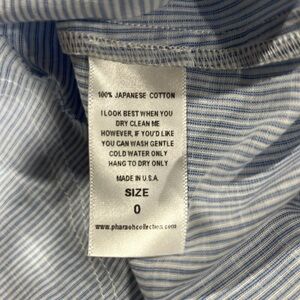 100% JAPANESE COTTON
I LOOK BEST WHEN YOU
DRY CLEAN ME
HOWEVER, IF YOU'D LIKE
YOU CAN WASH GENTLE
COLD WATER ONLY
HANG TO DRY ONLY
MADE IN U.S.A.
SIZE
0
www.pharaohcollection.com